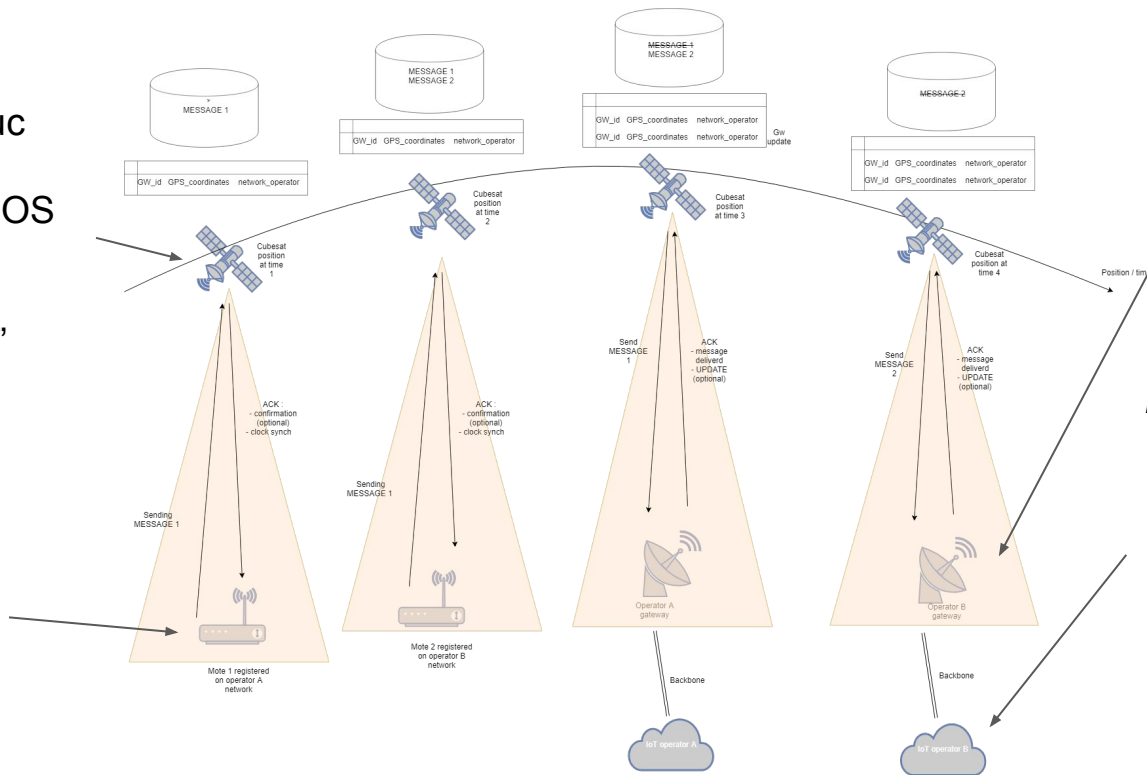 MESSAGE 1
MESSAGE 1
MESSAGE 2
MESSAGE 1
MESSAGE 2
MESSAGE 2
uc
OS
,
GW_id GPS_coordinates network_operator
GW_id GPS_coordinates network_operator
GW_id GPS_coordinates network_operator
GW_id GPS_coordinates network_operator
Gw
update
GW_id GPS_coordinates network_operator
GW_id GPS_coordinates network_operator
Cubesat
position
at time
1
Cubesat
position
at time
2
Cubesat
position
at time 3
Cubesat
position at
time 4
Position / tim
Sending
MESSAGE 1
ACK :
- confirmation
(optional)
- clock synch
Sending
MESSAGE 1
ACK :
- confirmation
(optional)
- clock synch
Send
MESSAGE
1
ACK
- message
deliverd
- UPDATE
(optional)
Send
MESSAGE
2
ACK
- message
deliverd
- UPDATE
(optional)
Mote 1 registered
on operator A
network
Mote 2 registered
on operator B
network
Operator A
gateway
Operator B
gateway
Backbone
Backbone
IoT operator A
IoT operator B